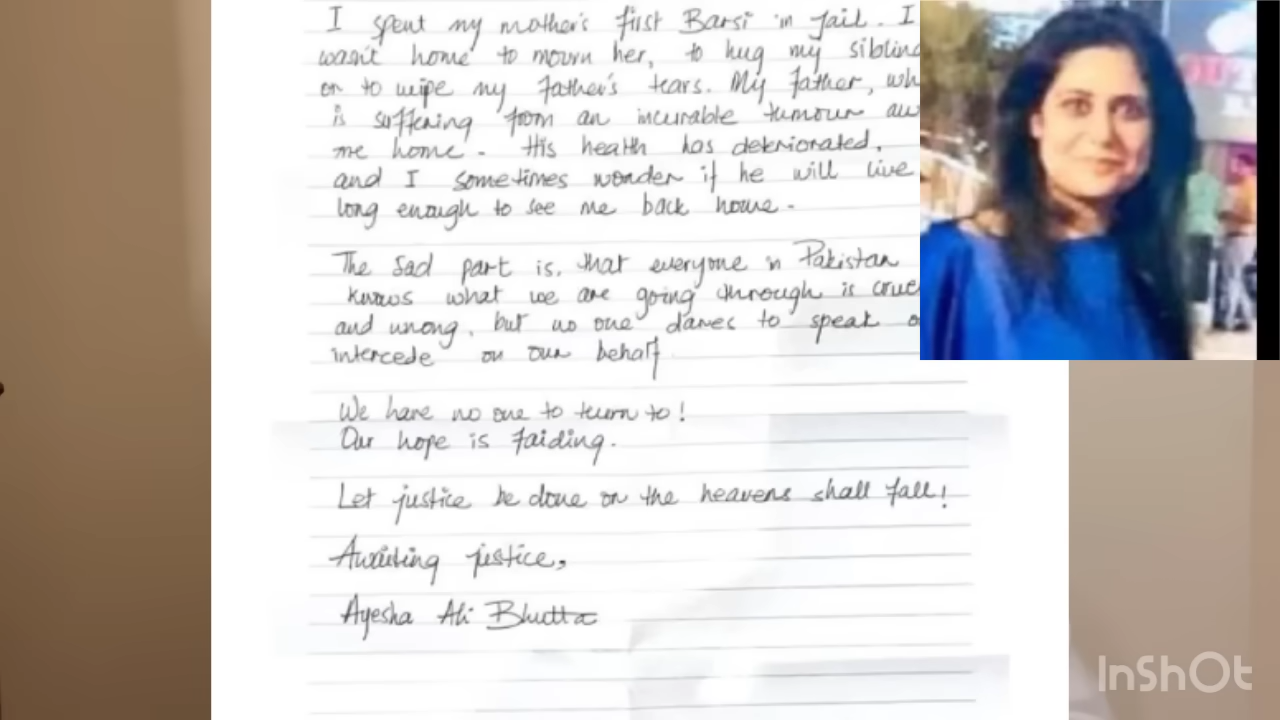 I spent my mother's first Barsi in jail. I
wasn't home to mourn her, to hug my sibling
or to wipe my father's tears. My father, wh
is suffering from an incurable tumour aw
me home. His health has deteriorated,
and I sometimes wonder if he will live
long enough to see me back home.
The sad part is, that everyone in Pakistan
knows what we are going through is crue
and wrong, but no one dares to speak o
intercede on our behalf
We have no one to turn to!
Our hope is faiding.
Let justice be done or the heavens shall fall!
Awaiting justice,
Ayesha Ali Bhutta
InShOt